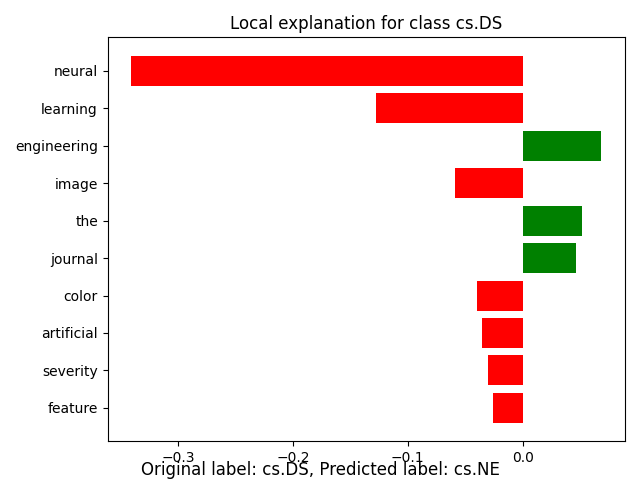 Local explanation for class cs.DS
neural
learning
engineering
image
the
journal
color
artificial
severity
feature
−0.3 −0.2 −0.1 0.0
Original label: cs.DS, Predicted label: cs.NE